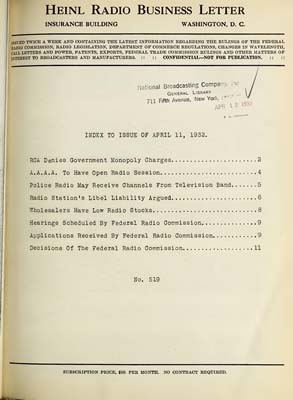 HEINL RADIO BUSINESS LETTER
INSURANCE BUILDING WASHINGTON, D. C.
ISSUED TWICE A WEEK AND CONTAINING THE LATEST INFORMATION REGARDING THE RULINGS OF THE FEDERAL
RADIO COMMISSION, RADIO LEGISLATION, DEPARTMENT OF COMMERCE REGULATIONS, CHANGES IN WAVELENGTH,
CALL LETTERS AND POWER, PATENTS, EXPORTS, FEDERAL TRADE COMMISSION RULINGS AND OTHER MATTERS OF
INTEREST TO BROADCASTERS AND MANUFACTURERS. :: :: CONFIDENTIAL—NOT FOR PUBLICATION. :: ::
National Broadcasting Company, Inc
GENERAL LIBRARY
711 Fifth Avenue, New York,
APR 12 1932
INDEX TO ISSUE OF APRIL 11, 1932.
RCA Denies Government Monopoly Charges....................2
A.A.A.A. To Have Open Radio Session.......................4
Police Radio May Receive Channels From Television Band......5
Radio Station's Libel Liability Argued....................6
Wholesalers Have Low Radio Stocks.........................8
Hearings Scheduled By Federal Radio Commission............9
Applications Received By Federal Radio Commission..........9
Decisions Of The Federal Radio Commission.................11
No. 519
SUBSCRIPTION PRICE, $10. PER MONTH. NO CONTRACT REQUIRED.